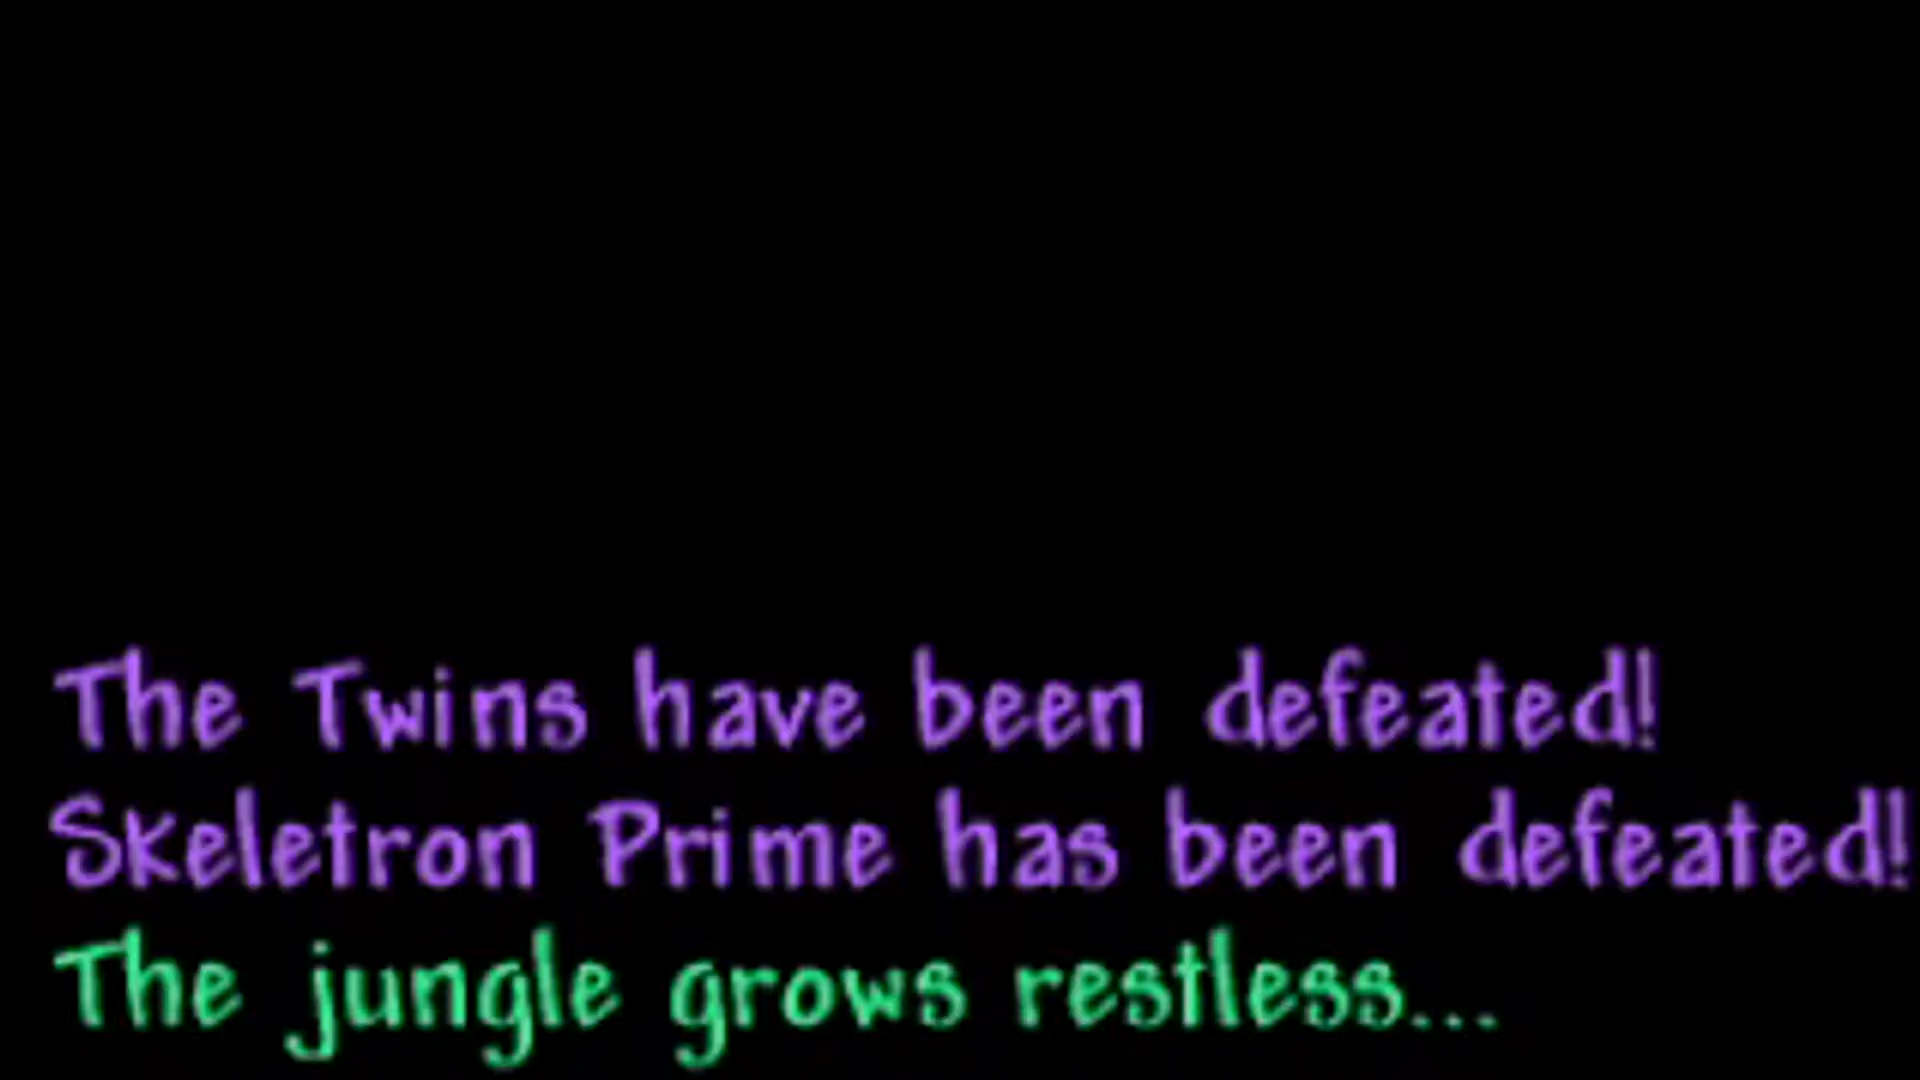 The Twins have been defeated!
Skeletron Prime has been defeated!
The jungle grows restless...